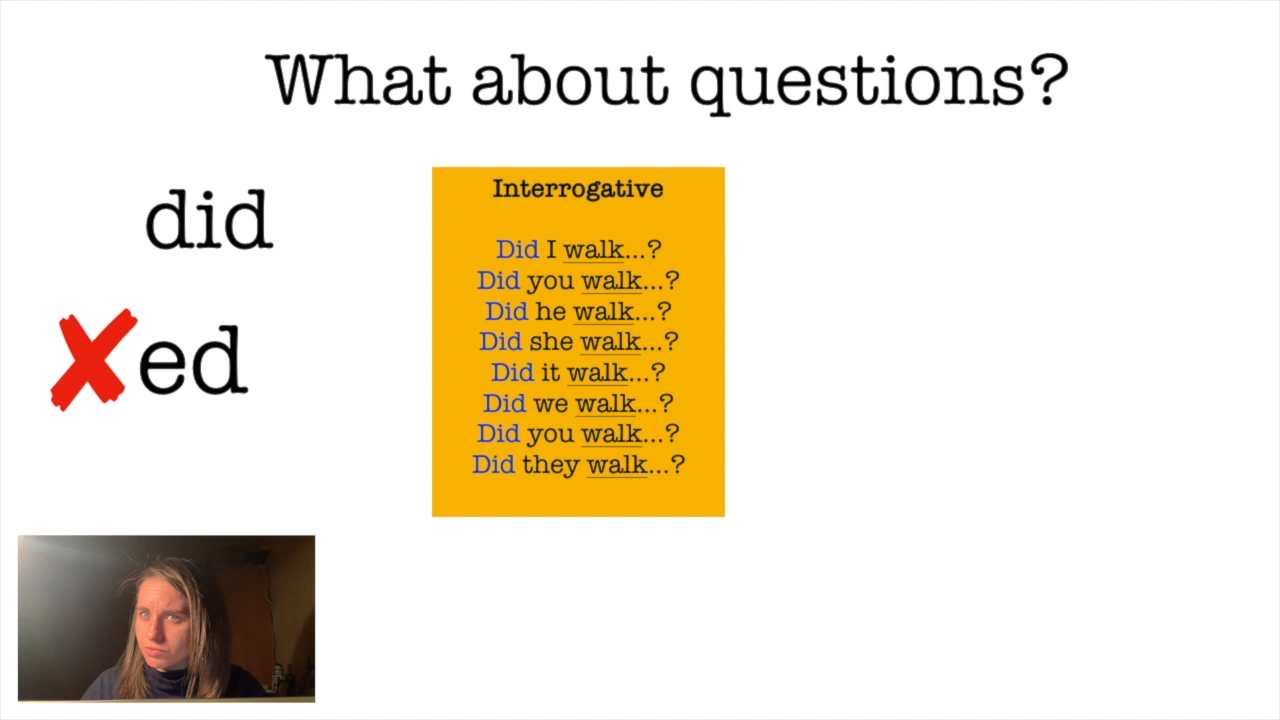 What about questions?
did
ed
Interrogative
Did I walk...?
Did you walk...?
Did he walk...?
Did she walk...?
Did it walk...?
Did we walk...?
Did you walk...?
Did they walk...?